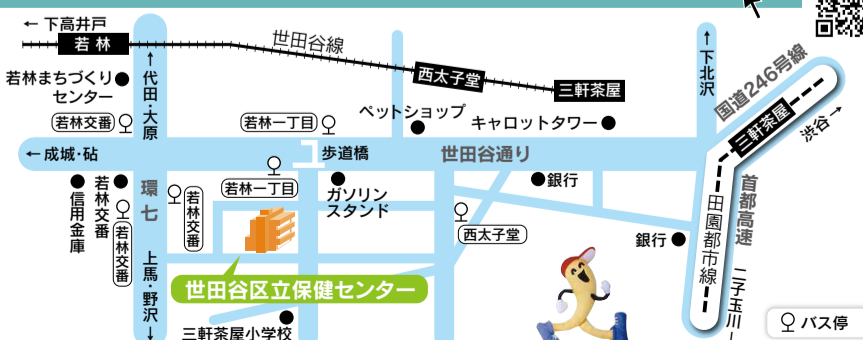 ← 下高井戸
若林
世田谷線
西太子堂
三軒茶屋
↑
下北沢
国道246号線
三軒茶屋
渋谷→
若林まちづくり
センター
↑
代田・大原
若林交番
若林一丁目
ペットショップ
キャロットタワー
← 成城・砧
歩道橋
世田谷通り
信用金庫
若林交番
若林交番
環七
若林交番
若林一丁目
ガソリン
スタンド
銀行
西太子堂
銀行
田園都市線
首都高速
二子玉川
↓
上馬・野沢
↓
世田谷区立保健センター
三軒茶屋小学校
バス停